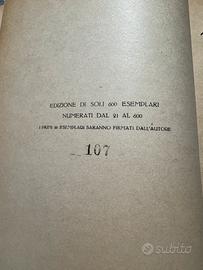 EDIZIONE DI SOLI 600 ESEMPLARI
NUMERATI DAL 21 AL 600
I PRIMI 20 ESEMPLARI SARANNO FIRMATI DALL'AUTORE
107
subito